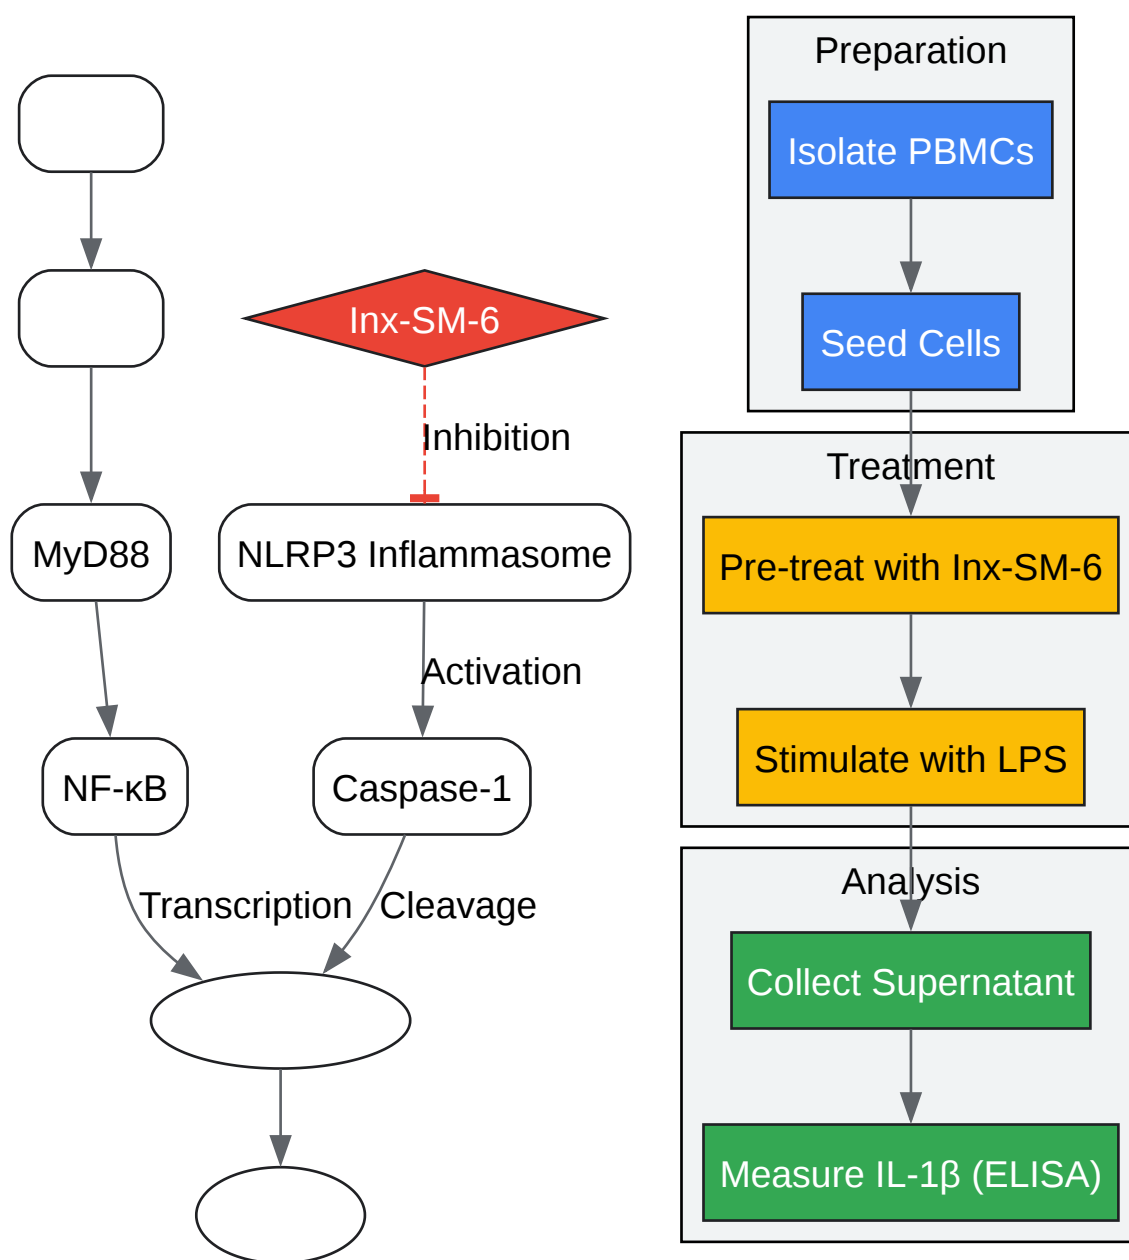 Inx-SM-6
Inhibition
MyD88
NLRP3 Inflammasome
Activation
NF-κB
Caspase-1
Transcription
Cleavage
Preparation
Isolate PBMCs
Seed Cells
Treatment
Pre-treat with Inx-SM-6
Stimulate with LPS
Analysis
Collect Supernatant
Measure IL-1β (ELISA)